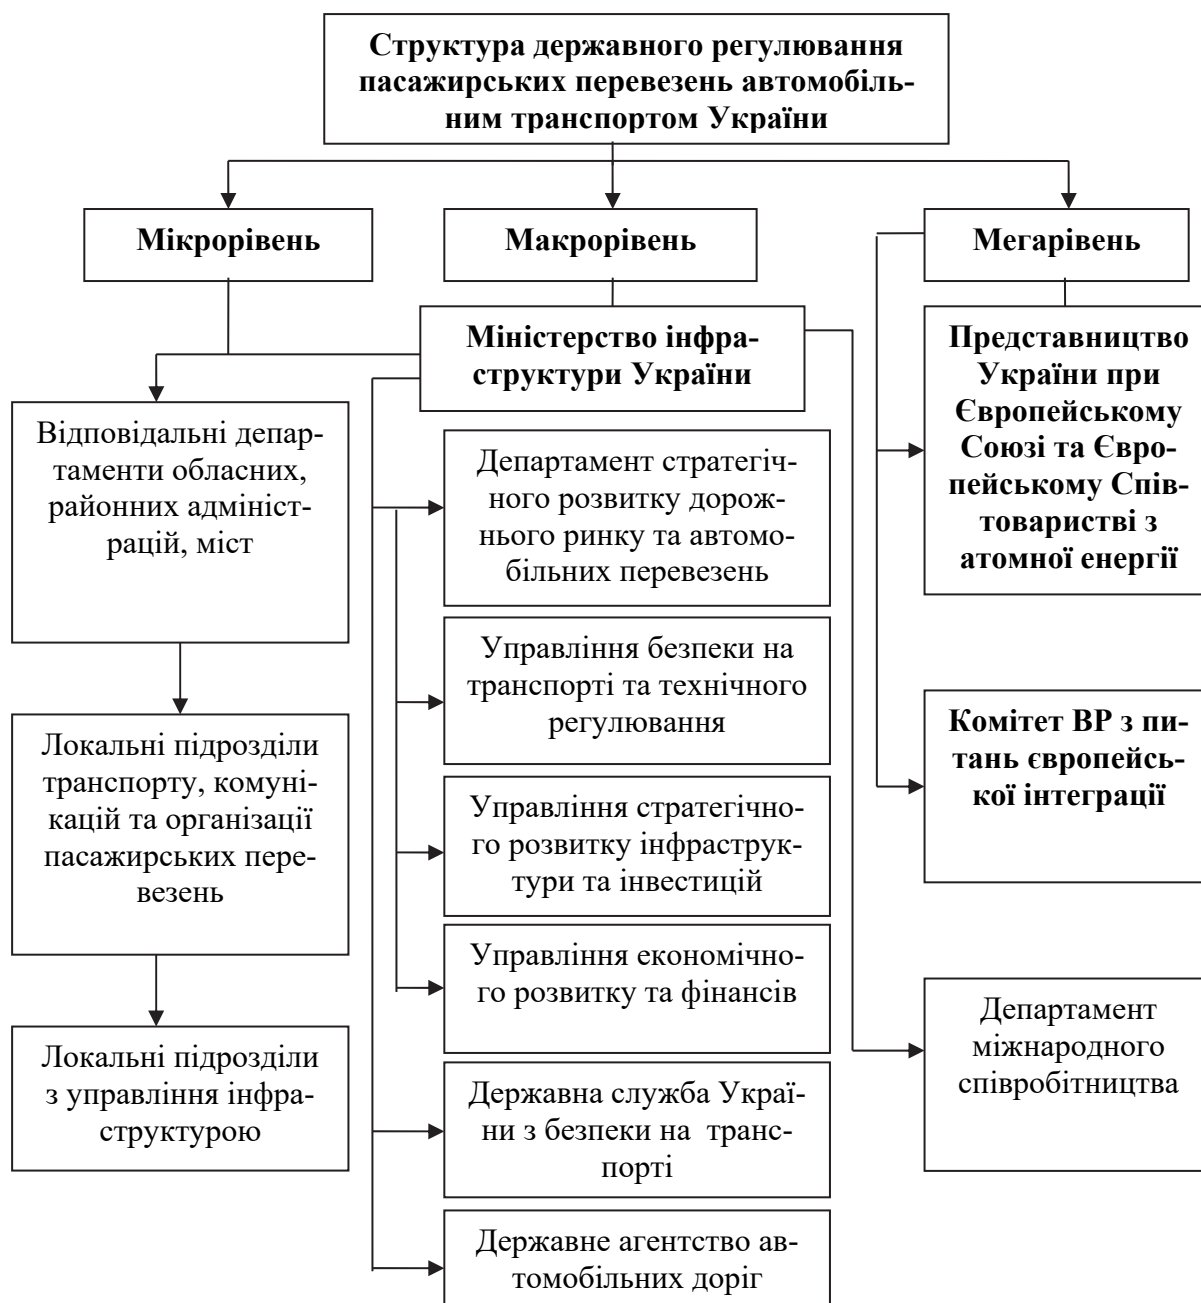 Структура державного регулювання
пасажирських перевезень автомобіль-
ним транспортом України
Мікрорівень
Макрорівень
Мегарівень
Міністерство інфра-
структури України
Представництво
України при
Європейському
Союзі та Євро-
пейському Спів-
товаристві з
атомної енергії
Відповідальні депар-
таменти обласних,
районних адмініст-
рацій, міст
Департамент стратегіч-
ного розвитку дорож-
нього ринку та автомо-
більних перевезень
Управління безпеки на
транспорті та технічного
регулювання
Комітет ВР з пи-
тань європейсь-
кої інтеграції
Локальні підрозділи
транспорту, комуні-
кацій та організації
пасажирських пере-
везень
Управління стратегічно-
го розвитку інфраструк-
тури та інвестицій
Управління економічно-
го розвитку та фінансів
Департамент
міжнародного
співробітництва
Локальні підрозділи
з управління інфра-
структурою
Державна служба Украї-
ни з безпеки на транс-
порті
Державне агентство ав-
томобільних доріг